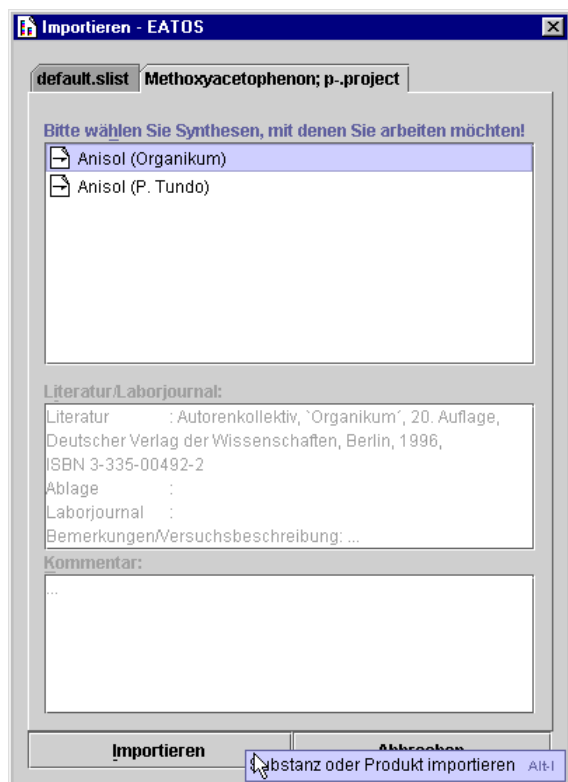 Importieren - EATOS
default.slist Methoxyacetophenon; p-.project
Bitte wählen Sie Synthesen, mit denen Sie arbeiten möchten!
Anisol (Organikum)
Anisol (P. Tundo)
Literatur/Laborjournal:
Literatur : Autorenkollektiv, `Organikum´, 20. Auflage,
Deutscher Verlag der Wissenschaften, Berlin, 1996,
ISBN 3-335-00492-2
Ablage :
Laborjournal :
Bemerkungen/Versuchsbeschreibung: ...
Kommentar:
...
Importieren Abbrechen
Substanz oder Produkt importieren Alt-I